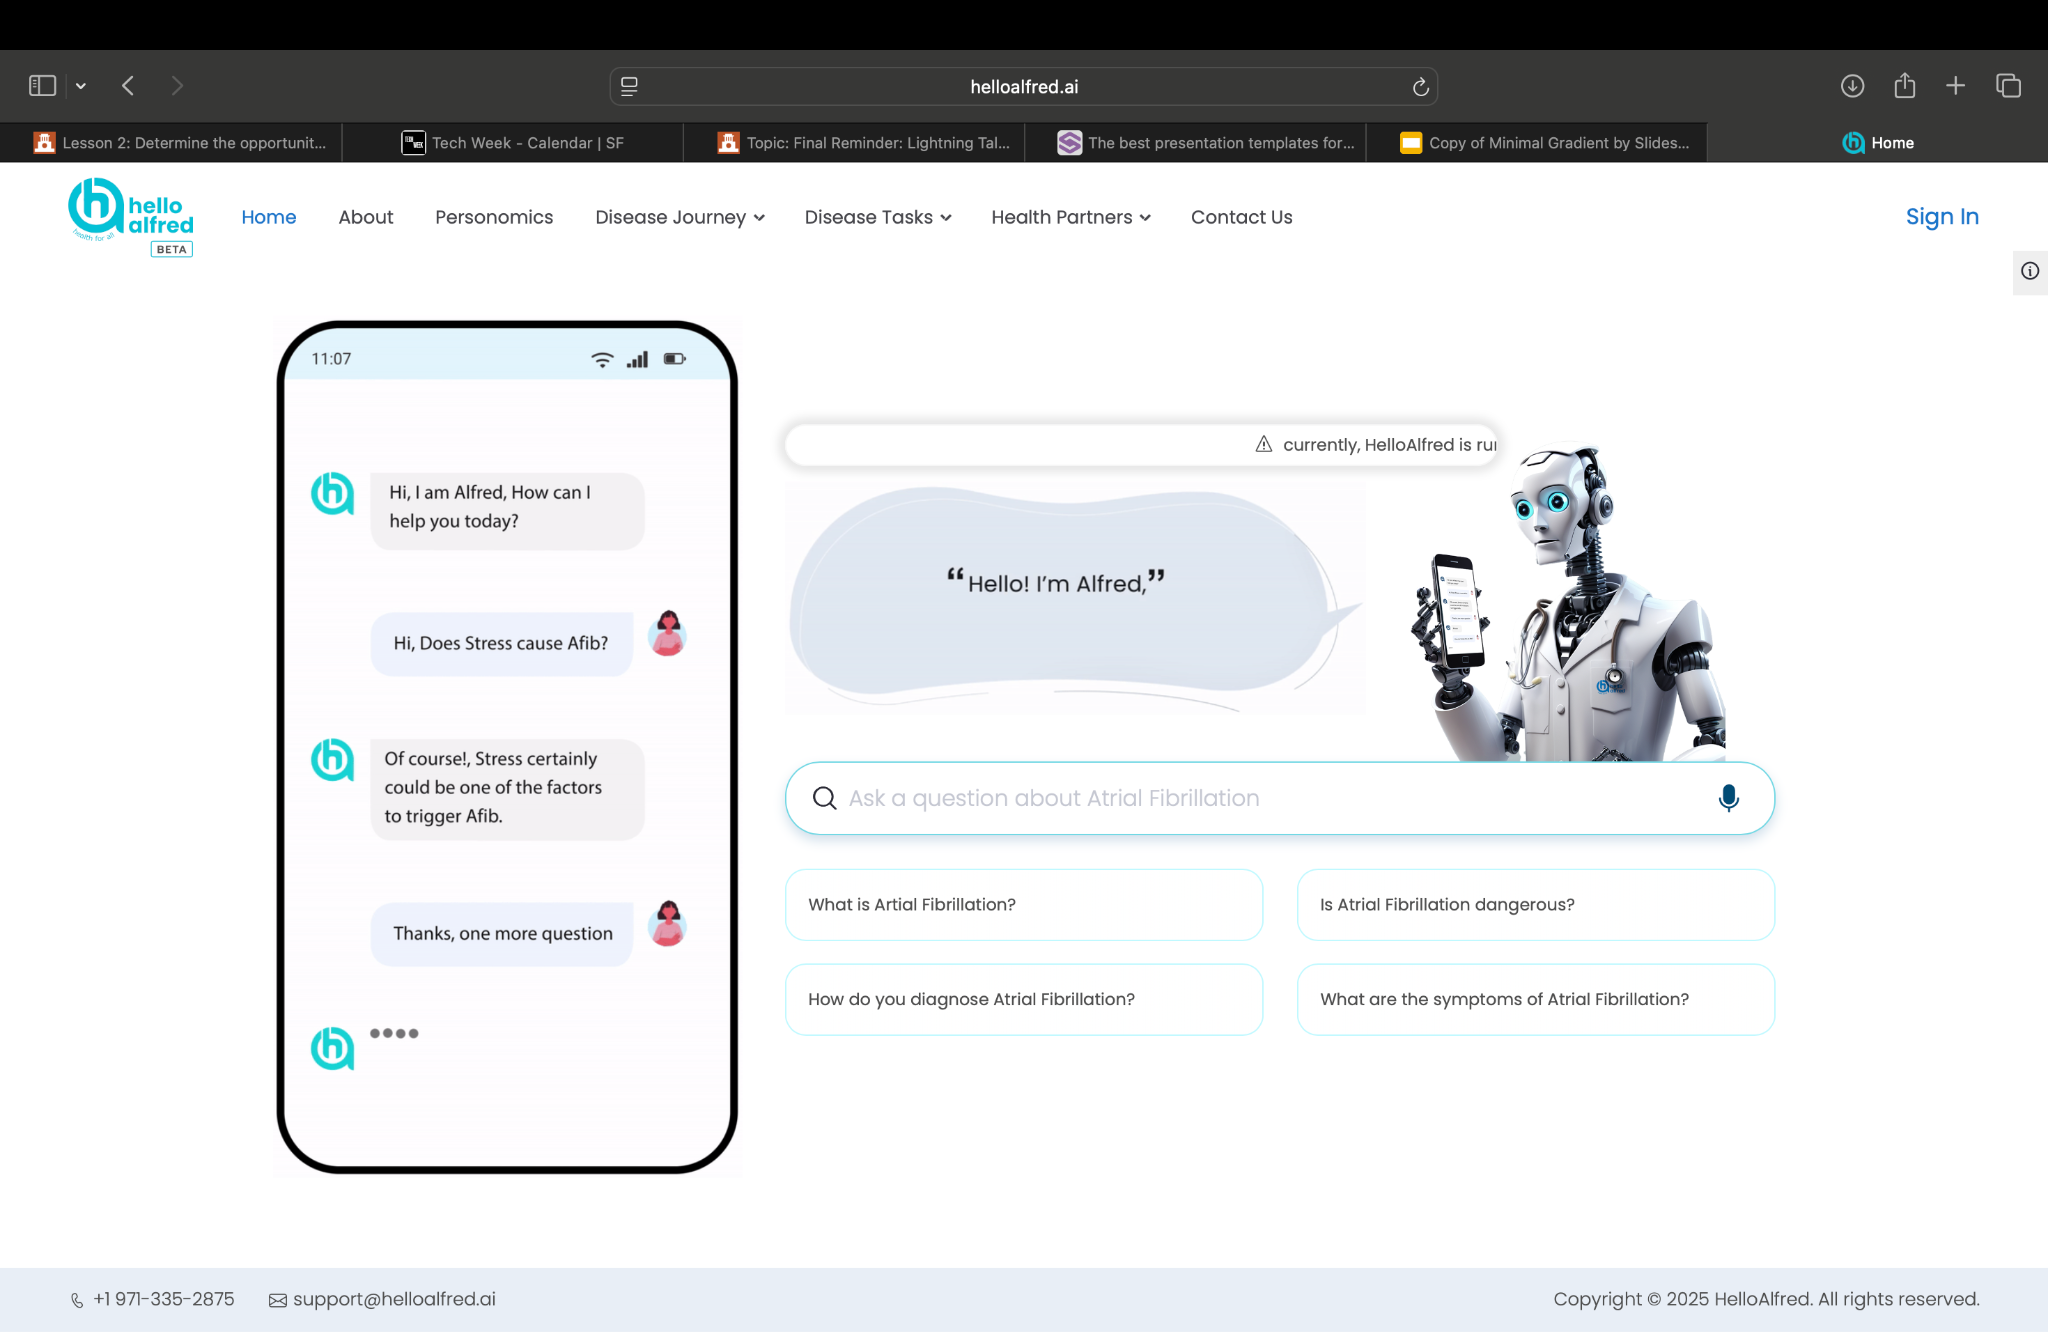 helloalfred.ai
Lesson 2: Determine the opportunit...
Tech Week - Calendar | SF
Topic: Final Reminder: Lightning Tal...
The best presentation templates for...
Copy of Minimal Gradient by Slides...
Home
hello
alfred
health for all
BETA
Home
About
Personomics
Disease Journey
Disease Tasks
Health Partners
Contact Us
Sign In
11:07
Hi, I am Alfred, How can I
help you today?
Hi, Does Stress cause Afib?
Of course!, Stress certainly
could be one of the factors
to trigger Afib.
Thanks, one more question
currently, HelloAlfred is
“Hello! I’m Alfred,”
Ask a question about Atrial Fibrillation
What is Artial Fibrillation?
Is Atrial Fibrillation dangerous?
How do you diagnose Atrial Fibrillation?
What are the symptoms of Atrial Fibrillation?
+1 971-335-2875
support@helloalfred.ai
Copyright © 2025 HelloAlfred. All rights reserved.